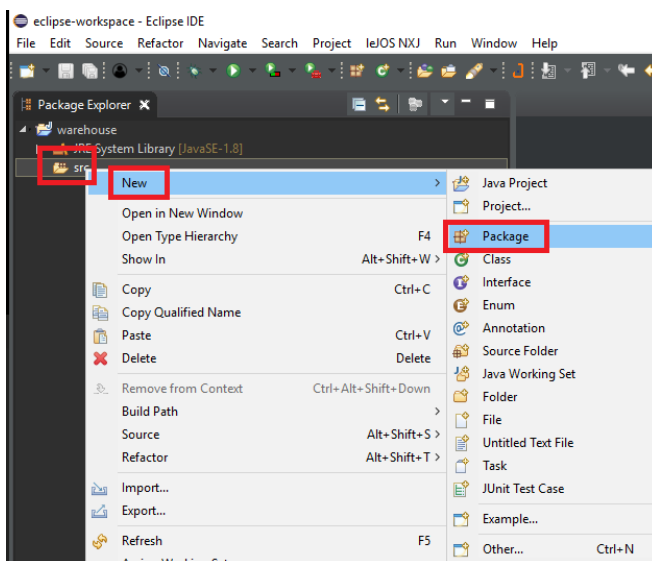 eclipse-workspace - Eclipse IDE
File Edit Source Refactor Navigate Search Project leJOS NXJ Run Window Help
Package Explorer
warehouse
JRE System Library [JavaSE-1.8]
src
New
Open in New Window
Open Type Hierarchy F4
Show In Alt+Shift+W >
Copy Ctrl+C
Copy Qualified Name
Paste Ctrl+V
Delete Delete
Remove from Context Ctrl+Alt+Shift+Down
Build Path >
Source Alt+Shift+S >
Refactor Alt+Shift+T >
Import...
Export...
Refresh F5
Java Project
Project...
Package
Class
Interface
Enum
Annotation
Source Folder
Java Working Set
Folder
File
Untitled Text File
Task
JUnit Test Case
Example...
Other... Ctrl+N